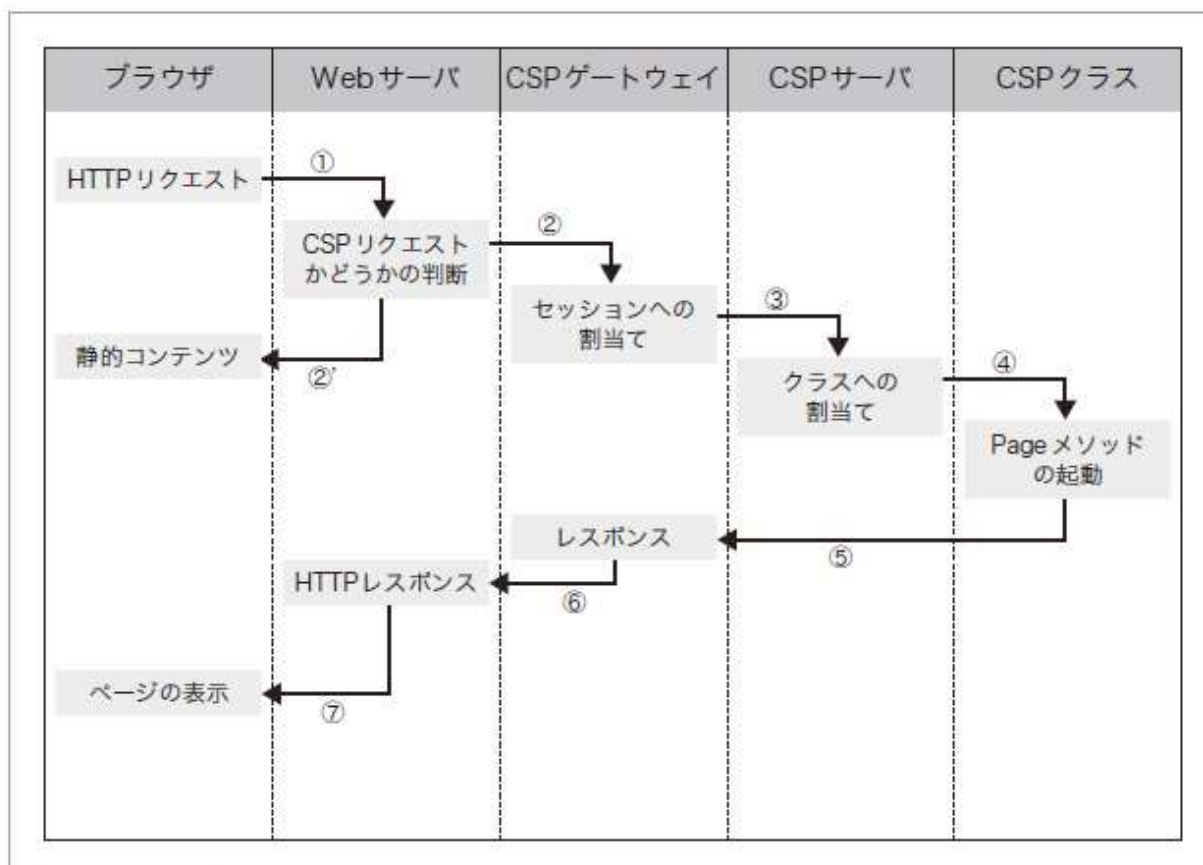 ブラウザ
Webサーバ
CSPゲートウェイ
CSPサーバ
CSPクラス
HTTPリクエスト
①
CSPリクエスト
かどうかの判断
②
セッションへの
割当て
③
静的コンテンツ
②'
クラスへの
割当て
④
Pageメソッド
の起動
レスポンス
⑤
HTTPレスポンス
⑥
ページの表示
⑦